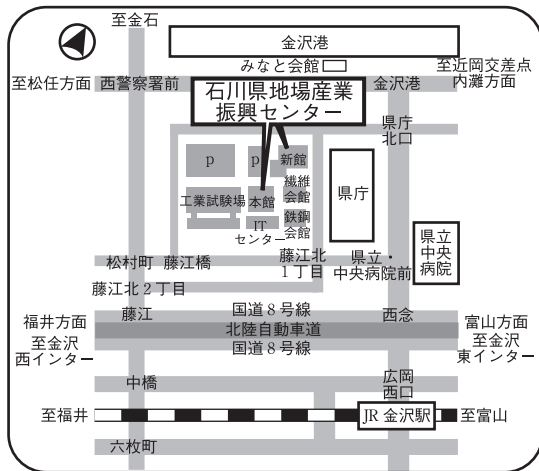 至金石
金沢港
みなと会館
至近岡交差点
内灘方面
至松任方面
西警察署前
金沢港
石川県地場産業
振興センター
県庁
北口
p
p
新館
繊維
会館
県庁
工業試験場
本館
鉄鋼
会館
IT
センター
県立
中央
病院
松村町
藤江橋
藤江北
1丁目
県立・
中央病院前
藤江北2丁目
福井方面
至金沢
西インター
藤江
国道8号線
西念
富山方面
至金沢
東インター
北陸自動車道
国道8号線
中橋
広岡
西口
至福井
JR 金沢駅
至富山
六枚町